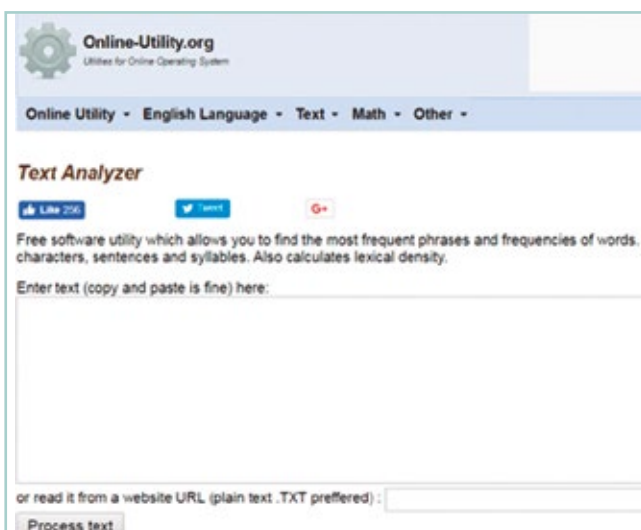 Online-Utility.org
Utilities for Online Operating System
Online Utility English Language Text Math Other
Text Analyzer
Like 256 Tweet G+
Free software utility which allows you to find the most frequent phrases and frequencies of words.
characters, sentences and syllables. Also calculates lexical density.
Enter text (copy and paste is fine) here:
or read it from a website URL (plain text .TXT preffered) :
Process text